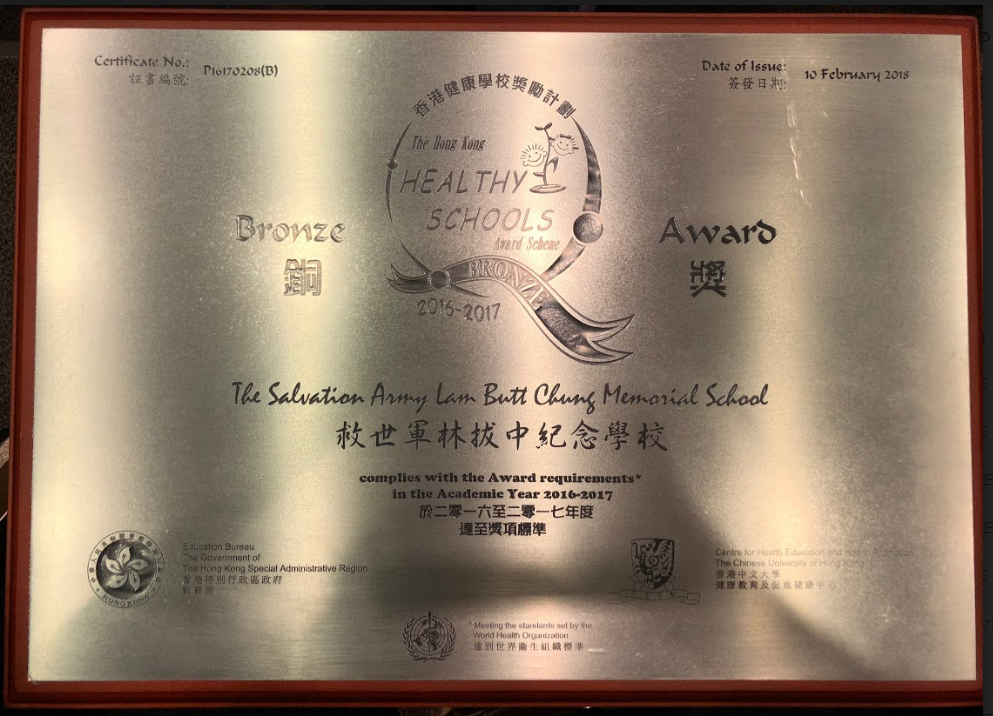 Certificate No.: P16170208(B)
証書編號:
Date of Issue: 10 February 2018
簽發日期:
香港健康學校獎勵計劃
The Hong Kong
HEALTHY
SCHOOLS
Award Scheme
BRONZE
2016-2017
Bronze
銅
Award
獎
The Salvation Army Lam Butt Chung Memorial School
救世軍林拔中紀念學校
complies with the Award requirements*
in the Academic Year 2016-2017
於二零一六至二零一七年度
達至獎項標準
Education Bureau
The Government of
The Hong Kong Special Administrative Region
香港特別行政區政府
教育局
HONG KONG
Centre for Health Education and Health Promotion
The Chinese University of Hong Kong
香港中文大學
健康教育及促進健康中心
* Meeting the standards set by the
World Health Organization
達到世界衞生組織標準